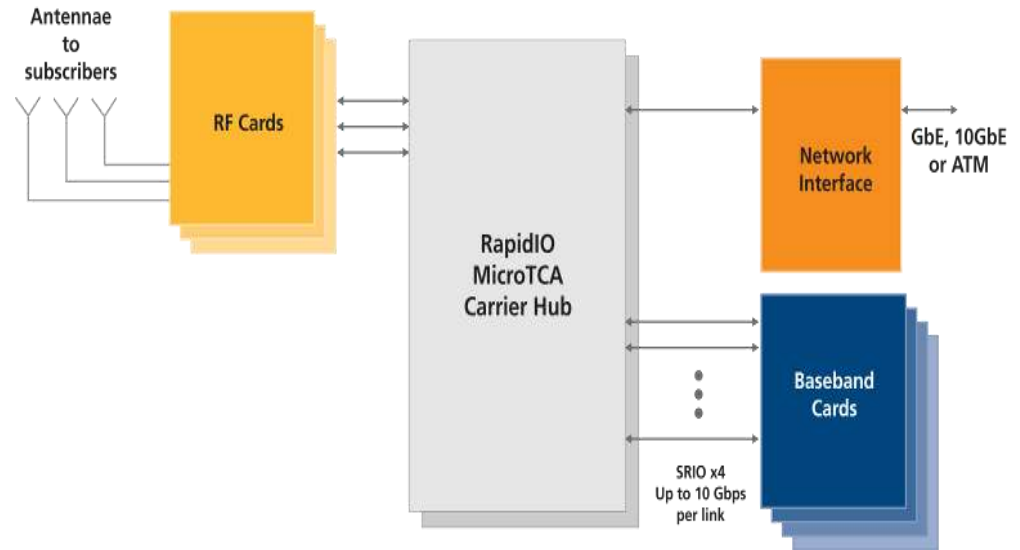 Antennae
to
subscribers
RF Cards
RapidIO
MicroTCA
Carrier Hub
Network
Interface
GbE, 10GbE
or ATM
Baseband
Cards
SRIO x4
Up to 10 Gbps
per link